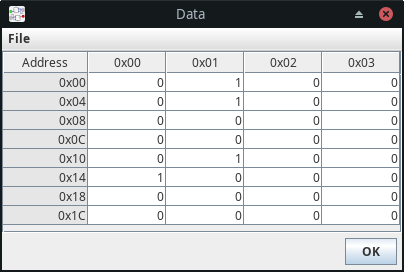 Data
File
Address 0x00 0x01 0x02 0x03
0x00 0 1 0 0
0x04 0 1 0 0
0x08 0 0 0 0
0x0C 0 0 0 0
0x10 0 1 0 0
0x14 1 0 0 0
0x18 0 0 0 0
0x1C 0 0 0 0
OK